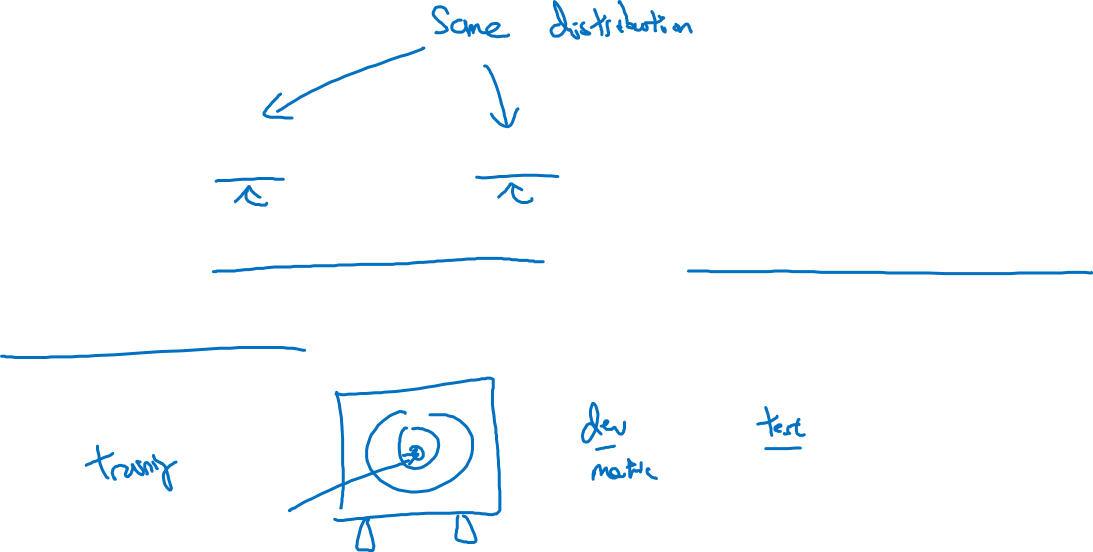 Same distribution
dev test
training
metric